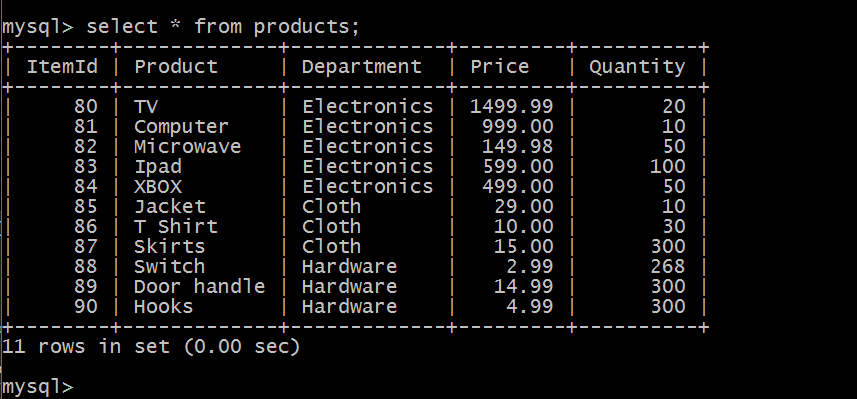 mysql> select * from products;
+--------+-------------+-------------+---------+----------+
| ItemId | Product     | Department  | Price   | Quantity |
+--------+-------------+-------------+---------+----------+
|     80 | TV          | Electronics | 1499.99 |       20 |
|     81 | Computer    | Electronics |  999.00 |       10 |
|     82 | Microwave   | Electronics |  149.98 |       50 |
|     83 | Ipad        | Electronics |  599.00 |      100 |
|     84 | XBOX        | Electronics |  499.00 |       50 |
|     85 | Jacket      | Cloth       |   29.00 |       10 |
|     86 | T Shirt     | Cloth       |   10.00 |       30 |
|     87 | Skirts      | Cloth       |   15.00 |      300 |
|     88 | Switch      | Hardware    |    2.99 |      268 |
|     89 | Door handle | Hardware    |   14.99 |      300 |
|     90 | Hooks       | Hardware    |    4.99 |      300 |
+--------+-------------+-------------+---------+----------+
11 rows in set (0.00 sec)
mysql>